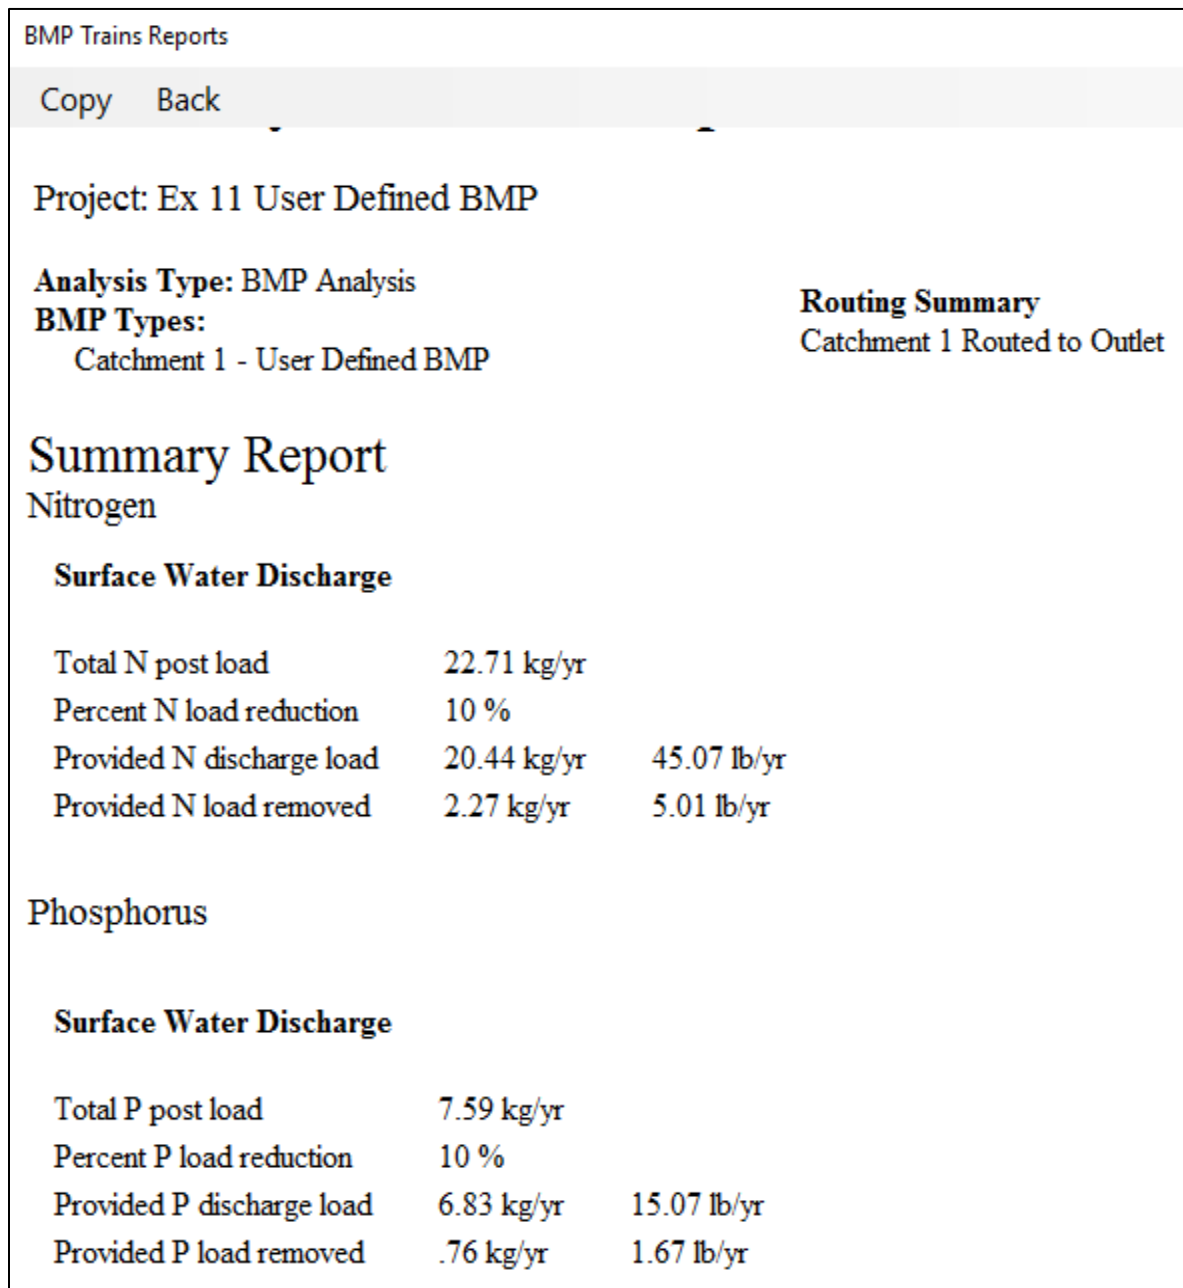 BMP Trains Reports
Copy Back
Project: Ex 11 User Defined BMP
Analysis Type: BMP Analysis
BMP Types:
Catchment 1 - User Defined BMP
Routing Summary
Catchment 1 Routed to Outlet
Summary Report
Nitrogen
Surface Water Discharge
Total N post load 22.71 kg/yr
Percent N load reduction 10 %
Provided N discharge load 20.44 kg/yr 45.07 lb/yr
Provided N load removed 2.27 kg/yr 5.01 lb/yr
Phosphorus
Surface Water Discharge
Total P post load 7.59 kg/yr
Percent P load reduction 10 %
Provided P discharge load 6.83 kg/yr 15.07 lb/yr
Provided P load removed .76 kg/yr 1.67 lb/yr